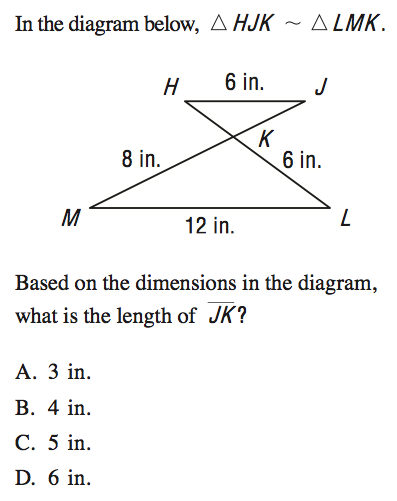 In the diagram below, △HJK ~ △LMK.
H 6 in. J
K
8 in. 6 in.
M 12 in. L
Based on the dimensions in the diagram,
what is the length of J̅K̅?
A. 3 in.
B. 4 in.
C. 5 in.
D. 6 in.